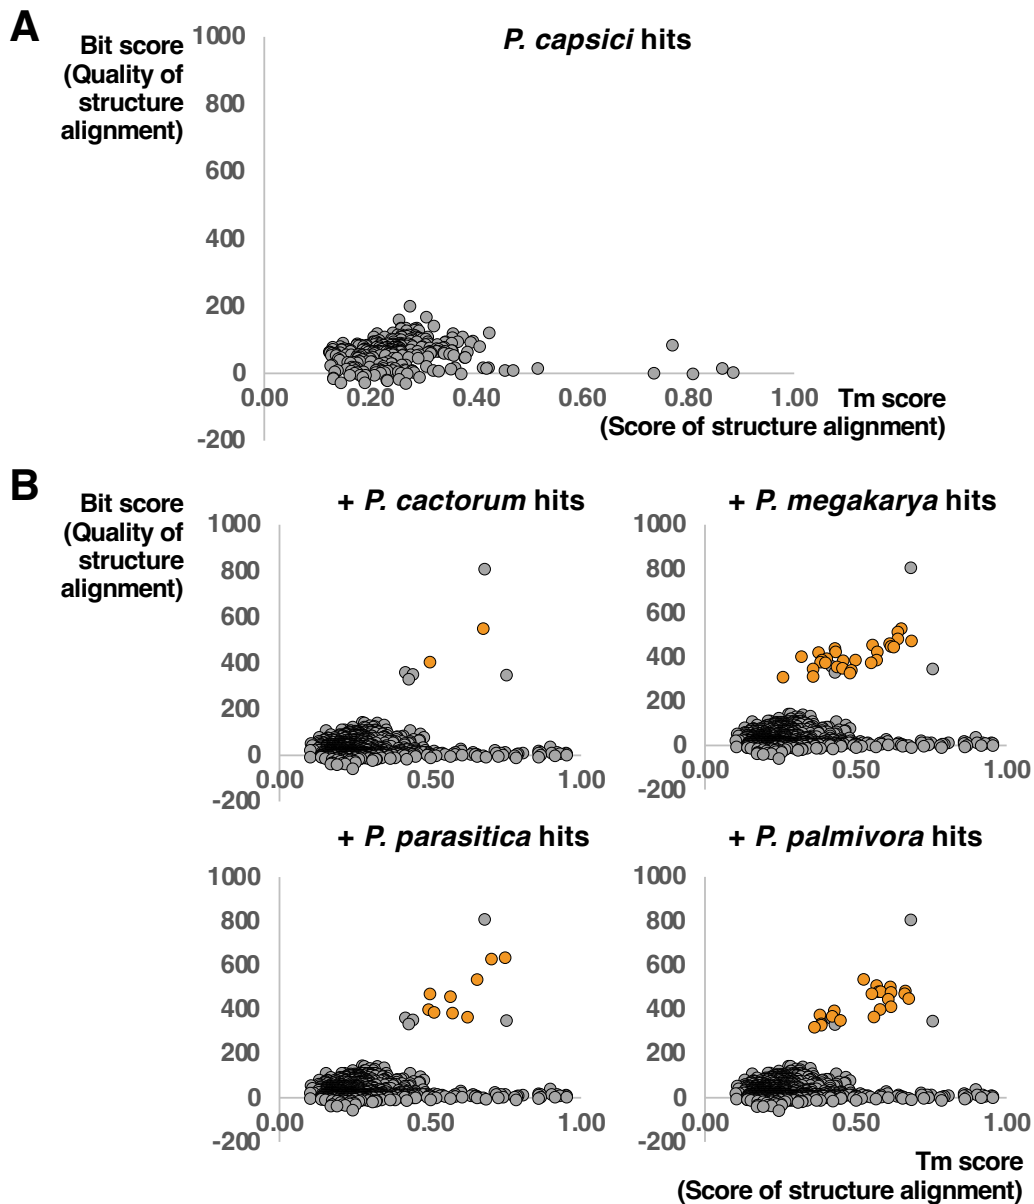 A
Bit score
(Quality of
structure
alignment)
P. capsici hits
1000
800
600
400
200
0
-200
0.00 0.20 0.40 0.60 0.80 1.00
Tm score
(Score of structure alignment)
B
Bit score
(Quality of
structure
alignment)
+ P. cactorum hits
1000
800
600
400
200
0
-200
0.00 0.50 1.00
+ P. megakarya hits
1000
800
600
400
200
0
-200
0.00 0.50 1.00
+ P. parasitica hits
1000
800
600
400
200
0
-200
0.00 0.50 1.00
+ P. palmivora hits
1000
800
600
400
200
0
-200
0.00 0.50 1.00
Tm score
(Score of structure alignment)